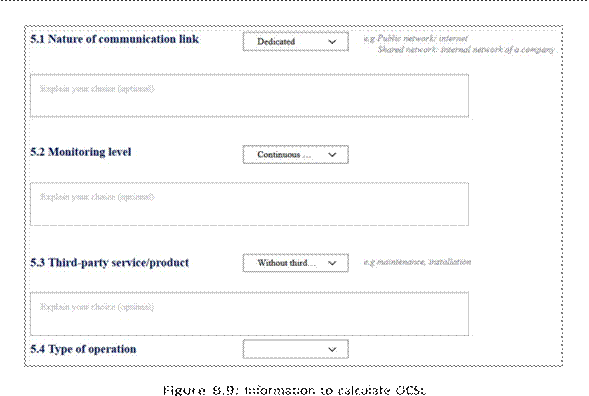 5.1 Nature of communication link
Dedicated
e.g Public network: internet
Shared network: internal network of a company
Explain your choice (optional)
5.2 Monitoring level
Continuous ...
Explain your choice (optional)
5.3 Third-party service/product
Without third...
e.g maintenance, installation
Explain your choice (optional)
5.4 Type of operation
Figure 6.9: Information to calculate OCSL